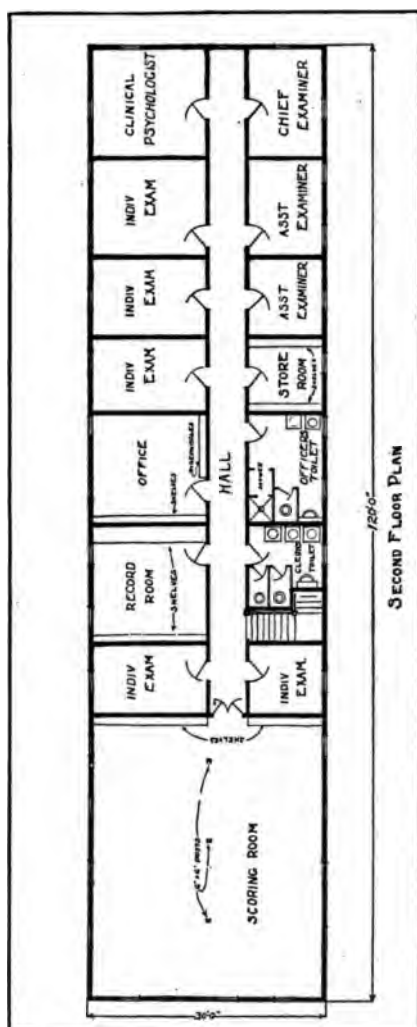 CLINICAL
PSYCHOLOGIST
CHIEF
EXAMINER
INDIV
EXAM
ASST
EXAMINER
INDIV
EXAM
ASST
EXAMINER
INDIV
EXAM
STORE
ROOM
SHELVES
OFFICE
SHELVES
HALL
OFFICERS
TOILET
RECORD
ROOM
SHELVES
CLERKS
TOILET
INDIV
EXAM
INDIV
EXAM.
SHELVES
SCORING ROOM
120'0"
30'0"
SECOND FLOOR PLAN